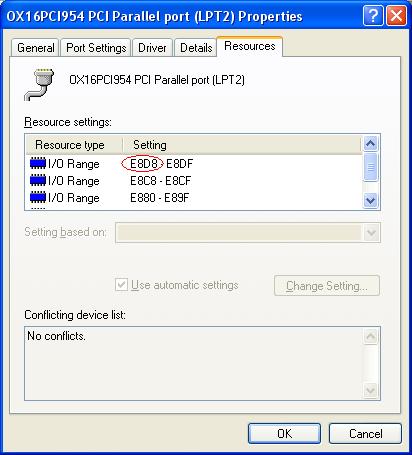 OX16PCI954 PCI Parallel port (LPT2) Properties
General Port Settings Driver Details Resources
OX16PCI954 PCI Parallel port (LPT2)
Resource settings:
Resource type Setting
I/O Range E8D8 - E8DF
I/O Range E8C8 - E8CF
I/O Range E880 - E89F
Setting based on:
Use automatic settings Change Setting...
Conflicting device list:
No conflicts.
OK Cancel